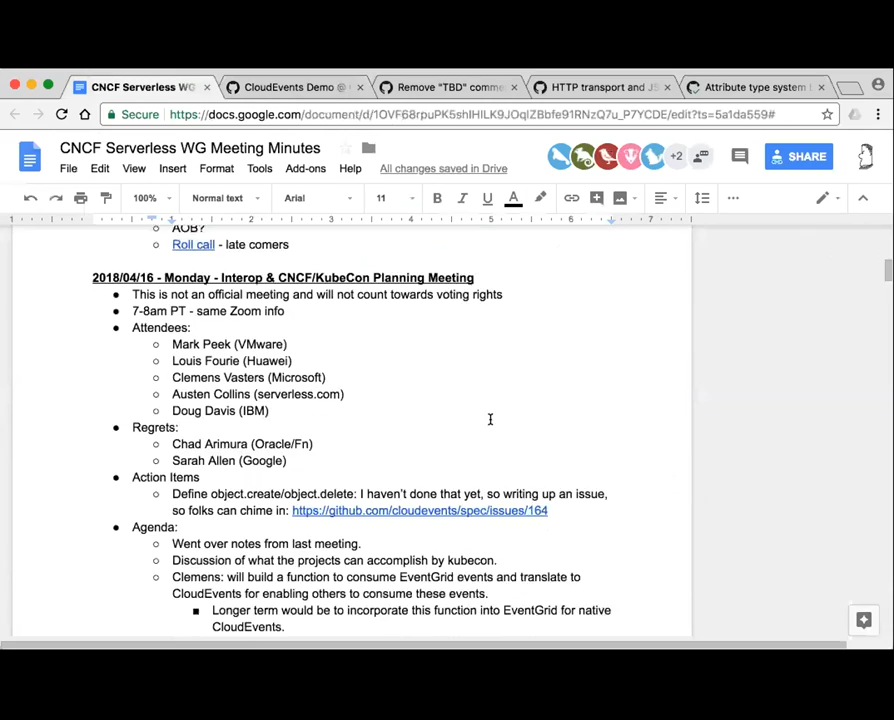 CNCF Serverless WG
CloudEvents Demo @
Remove "TBD" comme
HTTP transport and JS
Attribute type system
Secure
https://docs.google.com/document/d/1OVF68rpuPK5shIHILK9JOqlZBbfe91RNzQ7u_P7YCDE/edit?ts=5a1da559#
CNCF Serverless WG Meeting Minutes
+2
SHARE
File Edit View Insert Format Tools Add-ons Help All changes saved in Drive
100% Normal text Arial 11 B I U A
1 1 2 3 4 5 6 7
AOB?
Roll call - late comers
2018/04/16 - Monday - Interop & CNCF/KubeCon Planning Meeting
This is not an official meeting and will not count towards voting rights
7-8am PT - same Zoom info
Attendees:
Mark Peek (VMware)
Louis Fourie (Huawei)
Clemens Vasters (Microsoft)
Austen Collins (serverless.com)
Doug Davis (IBM)
Regrets:
Chad Arimura (Oracle/Fn)
Sarah Allen (Google)
Action Items
Define object.create/object.delete: I haven't done that yet, so writing up an issue,
so folks can chime in: https://github.com/cloudevents/spec/issues/164
Agenda:
Went over notes from last meeting.
Discussion of what the projects can accomplish by kubecon.
Clemens: will build a function to consume EventGrid events and translate to
CloudEvents for enabling others to consume these events.
Longer term would be to incorporate this function into EventGrid for native
CloudEvents.